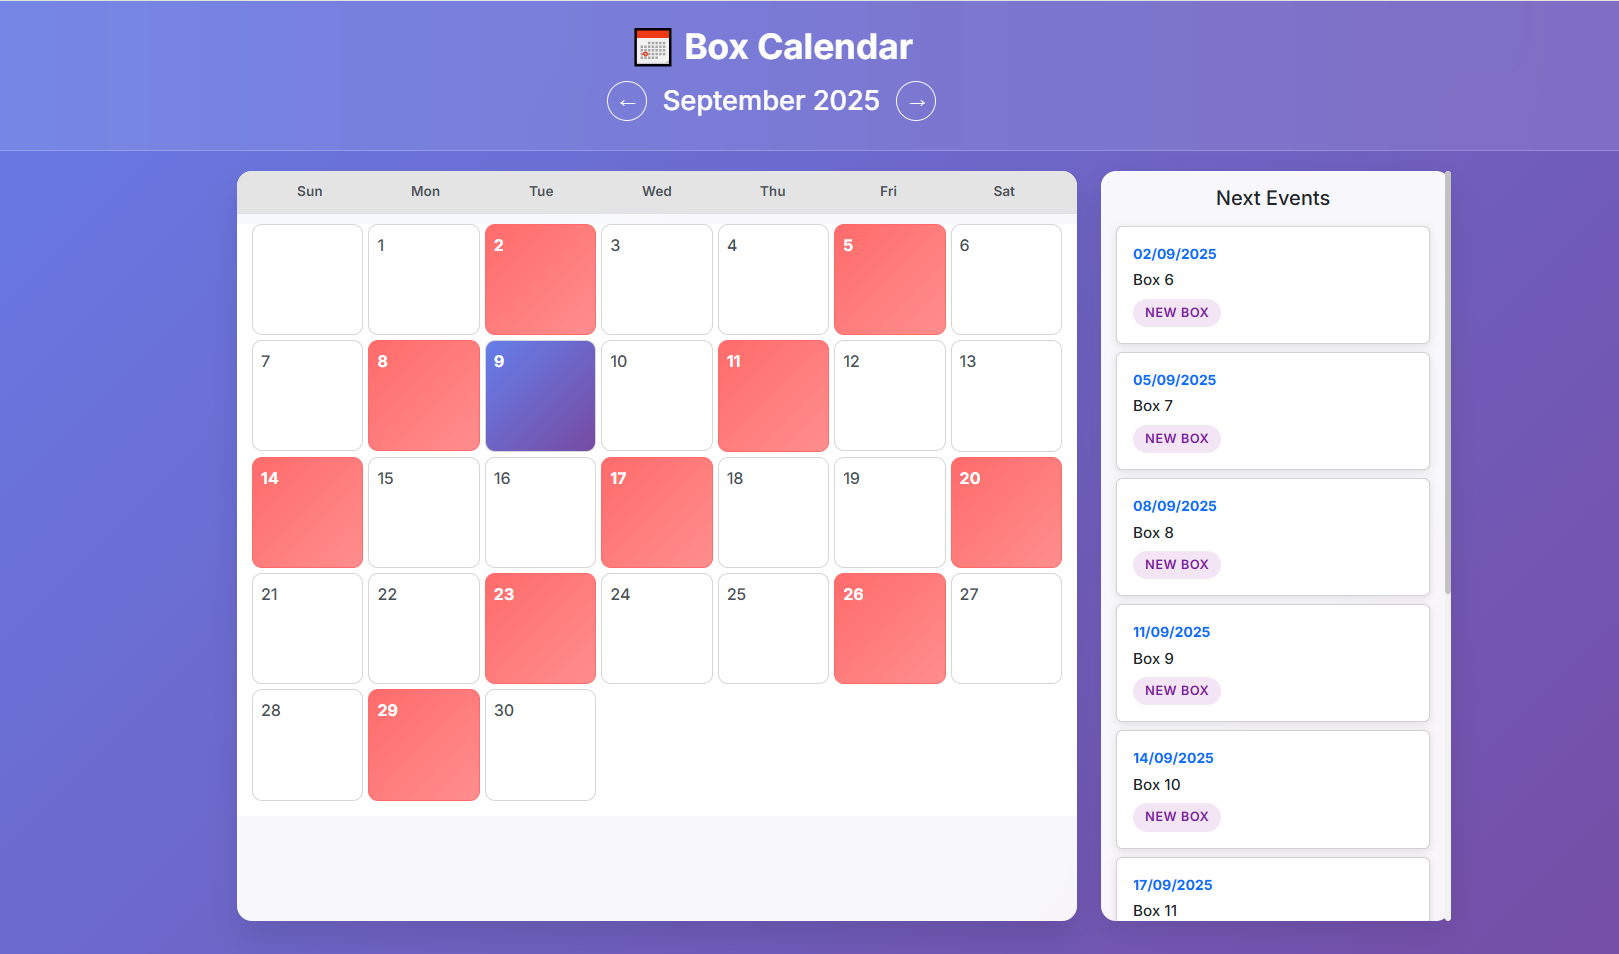 Box Calendar
← September 2025 →
Sun Mon Tue Wed Thu Fri Sat
1 2 3 4 5 6
7 8 9 10 11 12 13
14 15 16 17 18 19 20
21 22 23 24 25 26 27
28 29 30
Next Events
02/09/2025
Box 6
NEW BOX
05/09/2025
Box 7
NEW BOX
08/09/2025
Box 8
NEW BOX
11/09/2025
Box 9
NEW BOX
14/09/2025
Box 10
NEW BOX
17/09/2025
Box 11